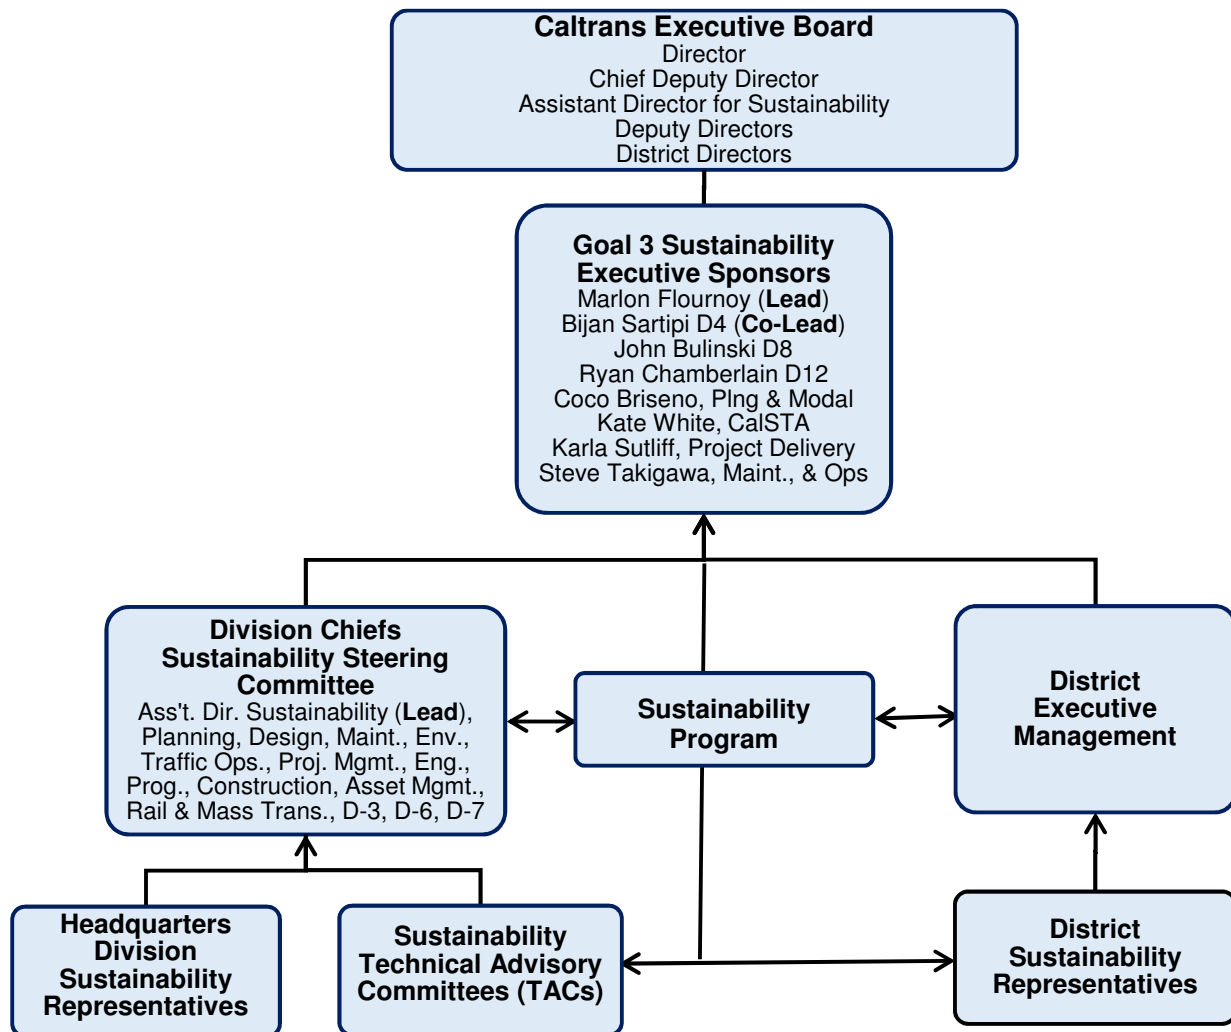 Caltrans Executive Board
Director
Chief Deputy Director
Assistant Director for Sustainability
Deputy Directors
District Directors
Goal 3 Sustainability
Executive Sponsors
Marlon Flournoy (Lead)
Bijan Sartipi D4 (Co-Lead)
John Bulinski D8
Ryan Chamberlain D12
Coco Briseno, Plng & Modal
Kate White, CalSTA
Karla Sutliff, Project Delivery
Steve Takigawa, Maint., & Ops
Division Chiefs
Sustainability Steering
Committee
Ass't. Dir. Sustainability (Lead),
Planning, Design, Maint., Env.,
Traffic Ops., Proj. Mgmt., Eng.,
Prog., Construction, Asset Mgmt.,
Rail & Mass Trans., D-3, D-6, D-7
Sustainability
Program
District
Executive
Management
Headquarters
Division
Sustainability
Representatives
Sustainability
Technical Advisory
Committees (TACs)
District
Sustainability
Representatives